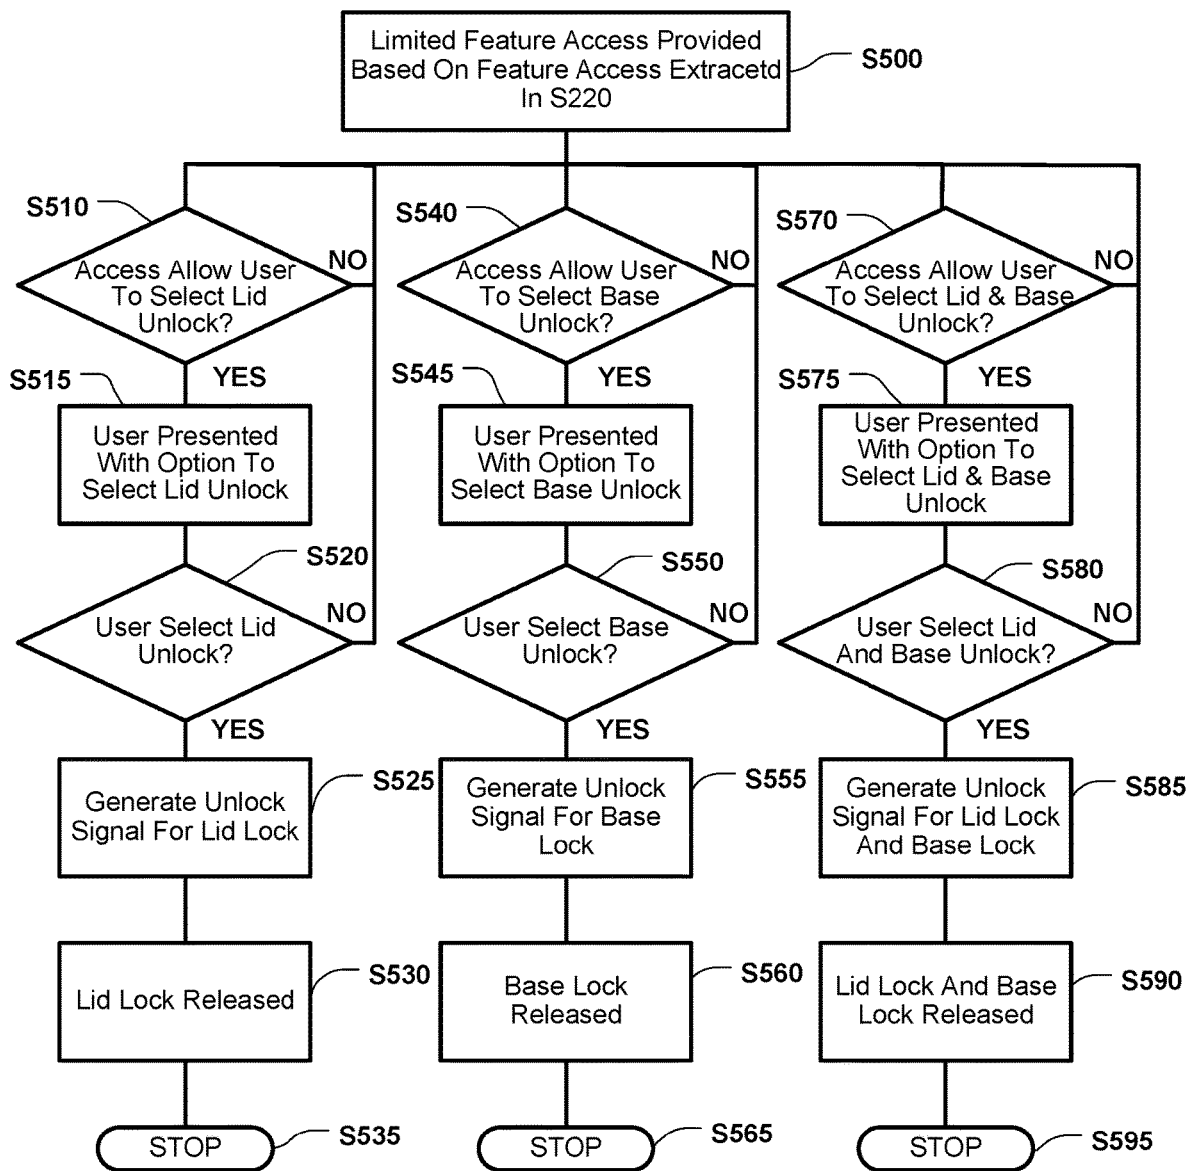 Limited Feature Access Provided
Based On Feature Access Extracetd
In S220
S500
S510
Access Allow User
To Select Lid
Unlock?
NO
YES
S515
User Presented
With Option To
Select Lid Unlock
S520
User Select Lid
Unlock?
NO
YES
Generate Unlock
Signal For Lid Lock
S525
Lid Lock Released
S530
STOP
S535
S540
Access Allow User
To Select Base
Unlock?
NO
YES
S545
User Presented
With Option To
Select Base Unlock
S550
User Select Base
Unlock?
NO
YES
Generate Unlock
Signal For Base
Lock
S555
Base Lock
Released
S560
STOP
S565
S570
Access Allow User
To Select Lid & Base
Unlock?
NO
YES
S575
User Presented
With Option To
Select Lid & Base
Unlock
S580
User Select Lid
And Base Unlock?
NO
YES
Generate Unlock
Signal For Lid Lock
And Base Lock
S585
Lid Lock And Base
Lock Released
S590
STOP
S595